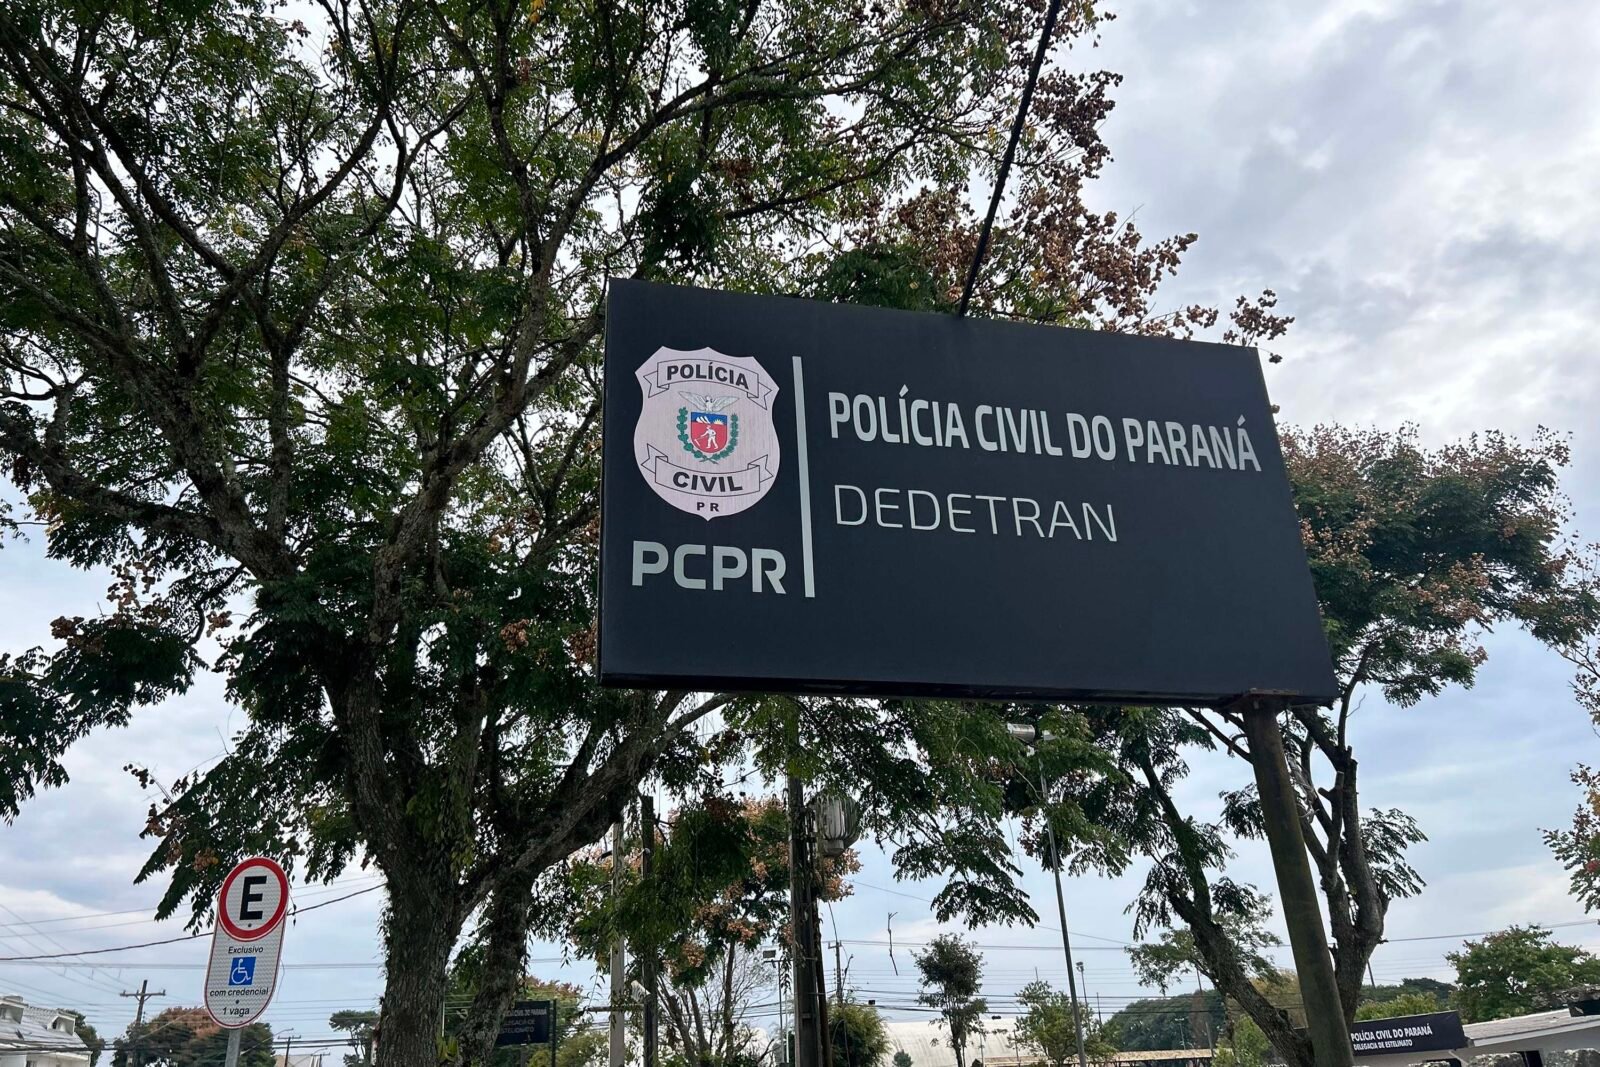 POLÍCIA
CIVIL
PR
PCPR
POLÍCIA CIVIL DO PARANÁ
DEDETRAN
E
Exclusivo
com credencial
1 vaga
POLÍCIA CIVIL DO PARANÁ
DELEGACIA DE ESTELIONATO